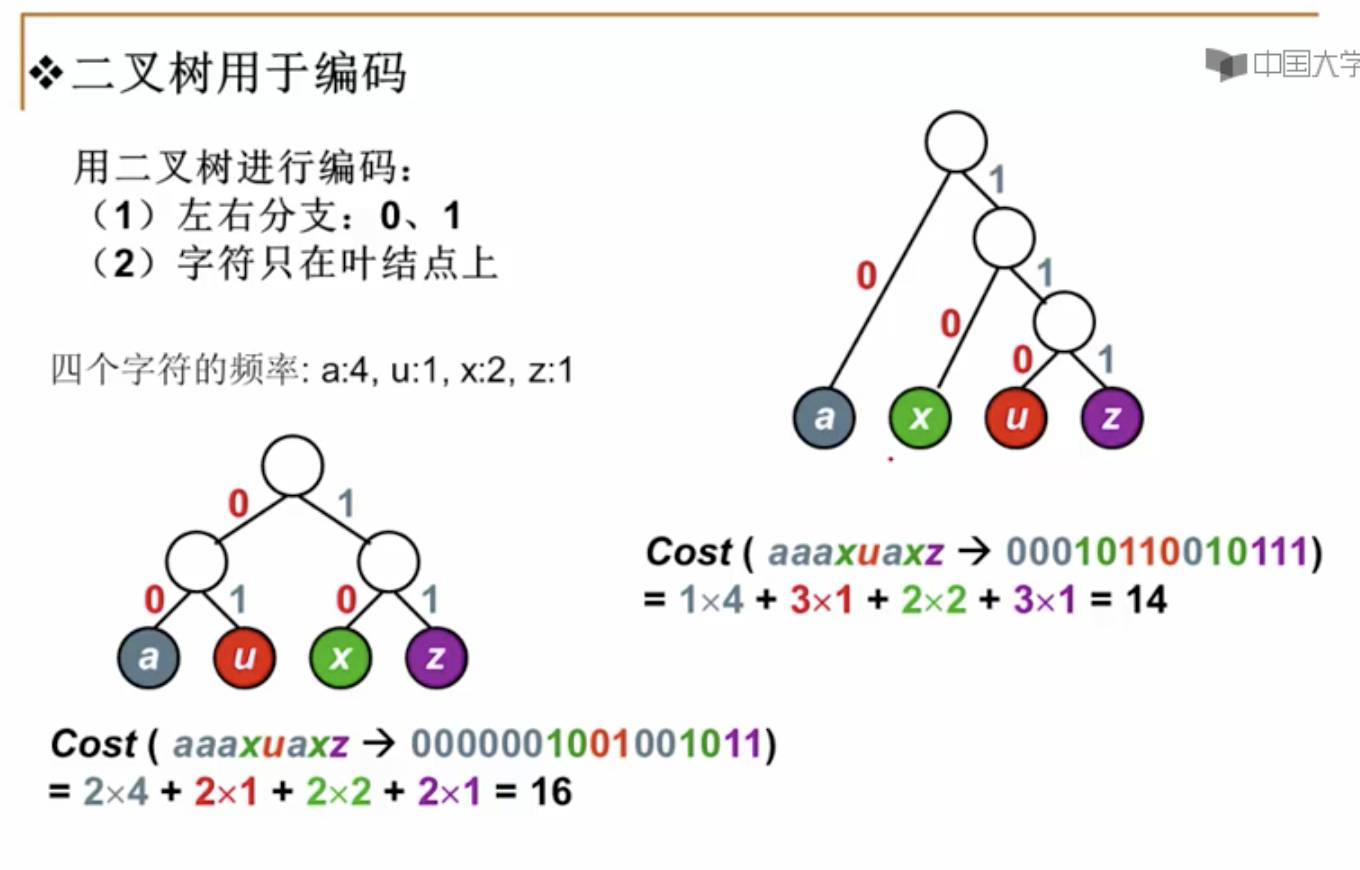 ❖二叉树用于编码
中国大学
用二叉树进行编码：
（1）左右分支：0、1
（2）字符只在叶结点上
四个字符的频率: a:4, u:1, x:2, z:1
0 1
0 1 0 1
a u x z
Cost ( aaaxuaxz → 0000001001001011)
= 2×4 + 2×1 + 2×2 + 2×1 = 16
1
0 1
0 0 1
a x u z
Cost ( aaaxuaxz → 00010110010111)
= 1×4 + 3×1 + 2×2 + 3×1 = 14